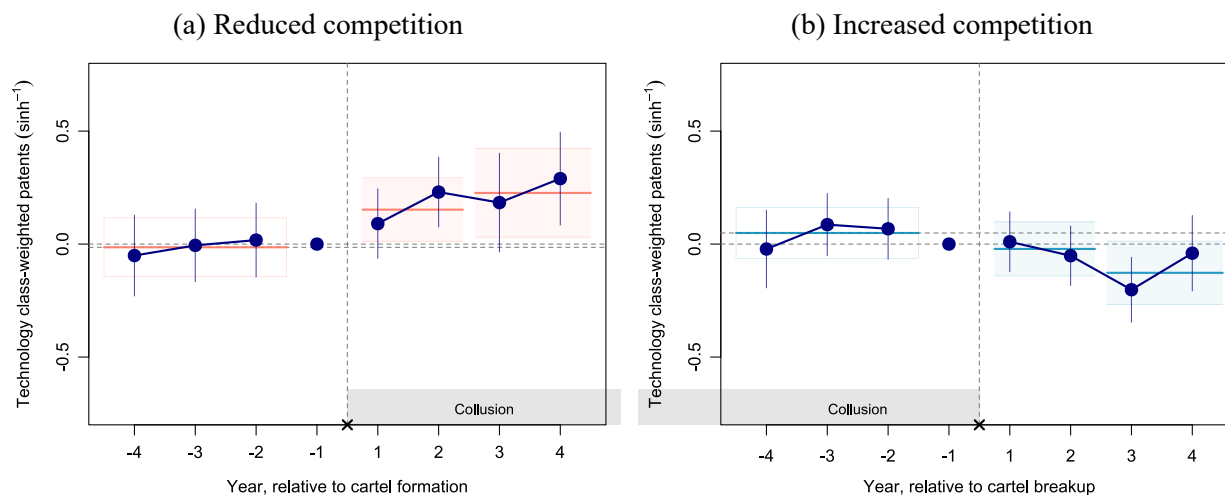 (a) Reduced competition
Technology class-weighted patents (sinh⁻¹)
0.5
0.0
-0.5
Collusion
-4 -3 -2 -1 1 2 3 4
Year, relative to cartel formation
(b) Increased competition
Technology class-weighted patents (sinh⁻¹)
0.5
0.0
-0.5
Collusion
-4 -3 -2 -1 1 2 3 4
Year, relative to cartel breakup